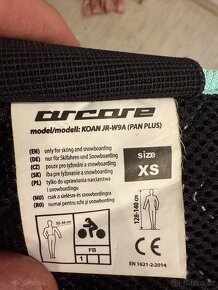 arcare
model/modell: KOAN JR-W9A (PAN PLUS)
(EN) only for skiing and snowboarding
(DE) nur für Skifahren und Snowboarden
(CZ) pouze pro lyžování a snowboarding
(SK) iba pre lyžovanie a snowboarding
(PL) tylko do uprawiania narciarstwa
i snowboardingu
(HU) csak a síelés és snowboarding
(RO) numai pentru schi și snowboarding
size
XS
128-140 cm
FB
1
CE
EN 1621-2:2014